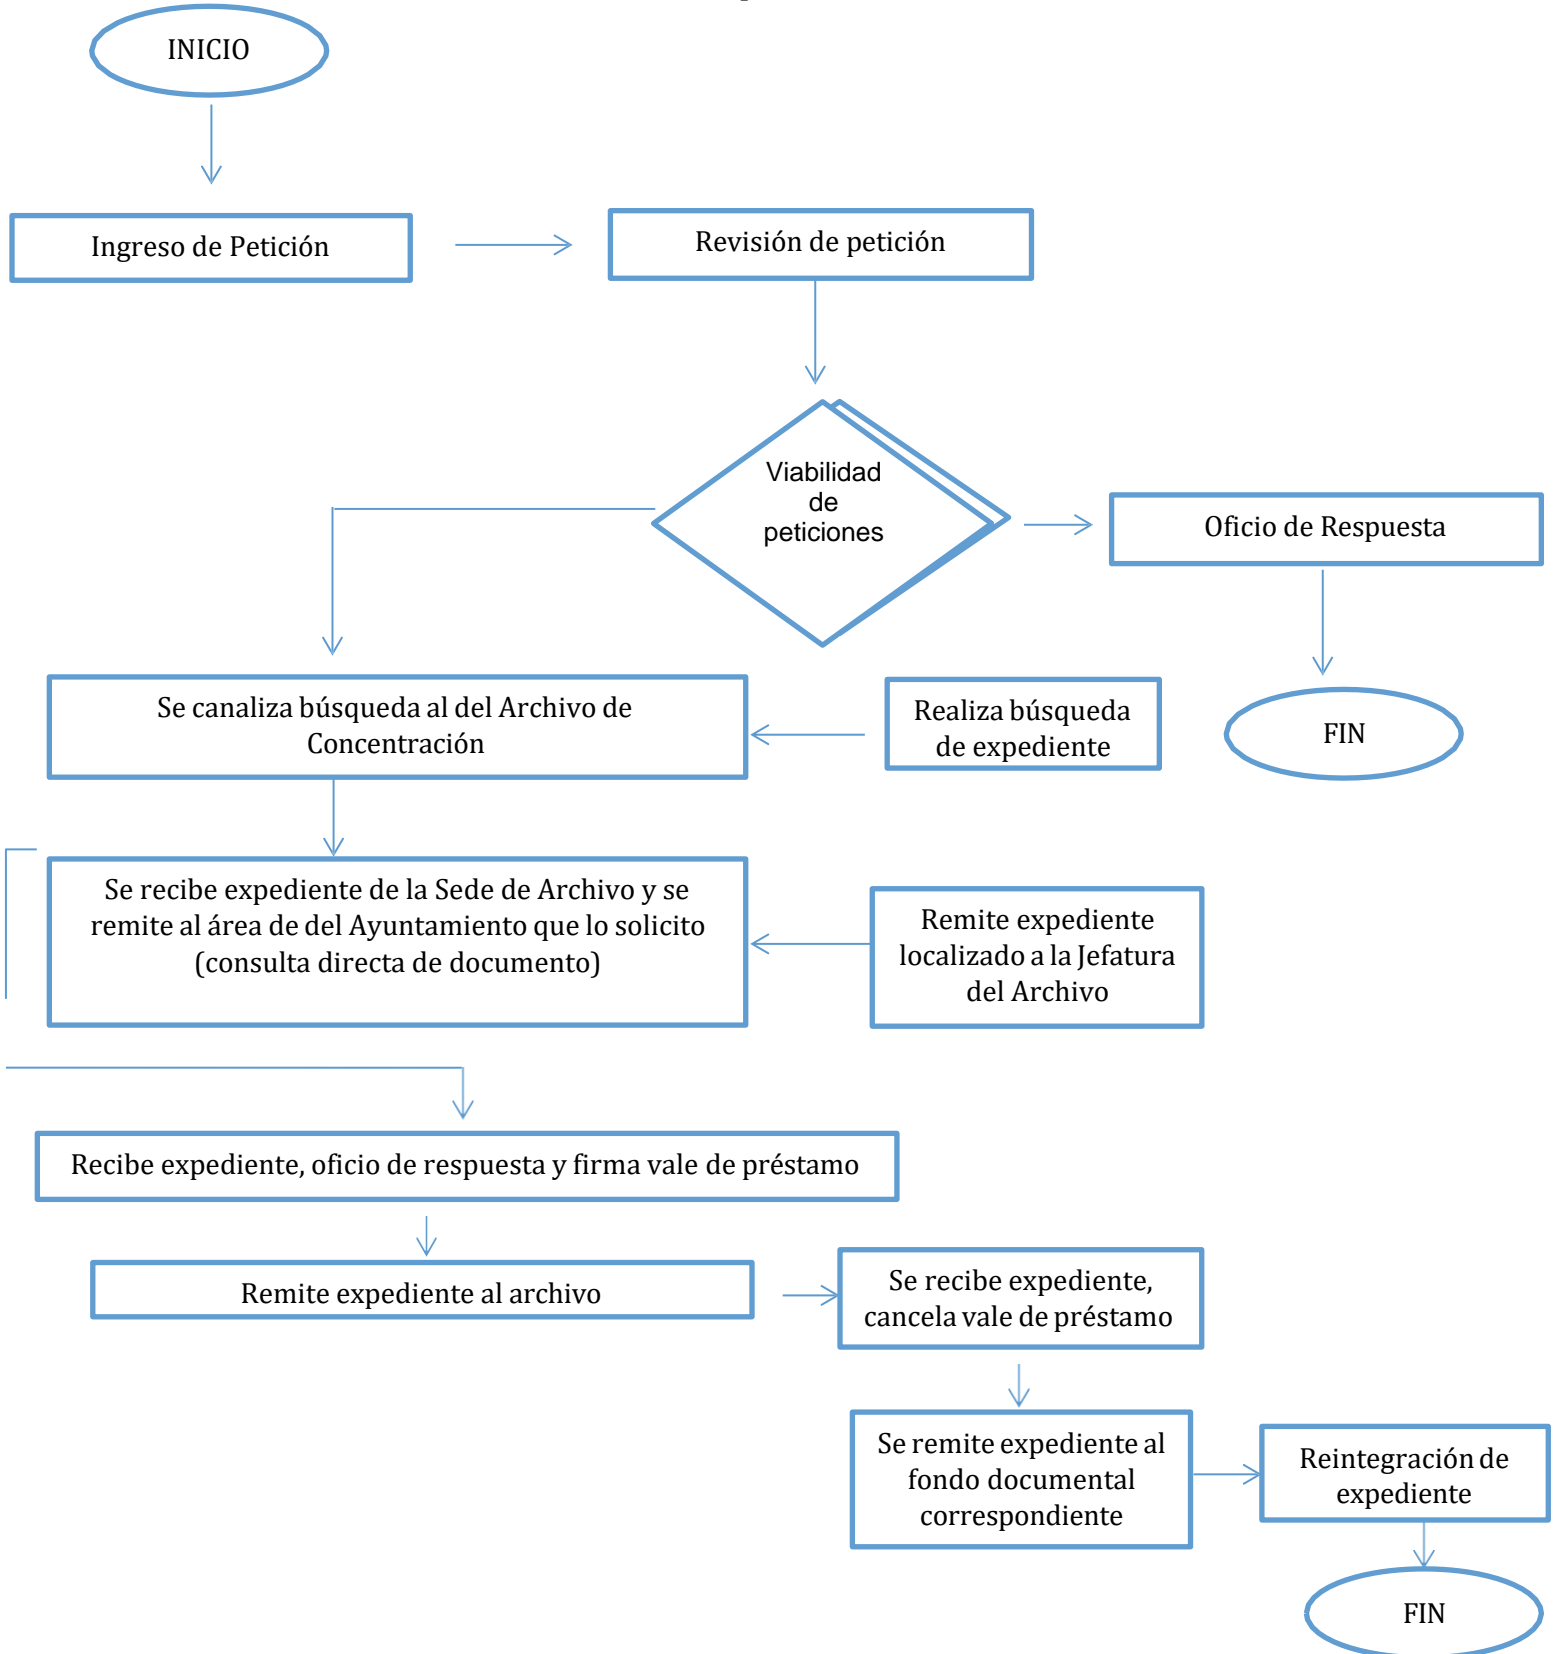 INICIO
Ingreso de Petición
Revisión de petición
Viabilidad
de
peticiones
Oficio de Respuesta
Se canaliza búsqueda al del Archivo de
Concentración
Realiza búsqueda
de expediente
FIN
Se recibe expediente de la Sede de Archivo y se
remite al área de del Ayuntamiento que lo solicito
(consulta directa de documento)
Remite expediente
localizado a la Jefatura
del Archivo
Recibe expediente, oficio de respuesta y firma vale de préstamo
Remite expediente al archivo
Se recibe expediente,
cancela vale de préstamo
Se remite expediente al
fondo documental
correspondiente
Reintegración de
expediente
FIN